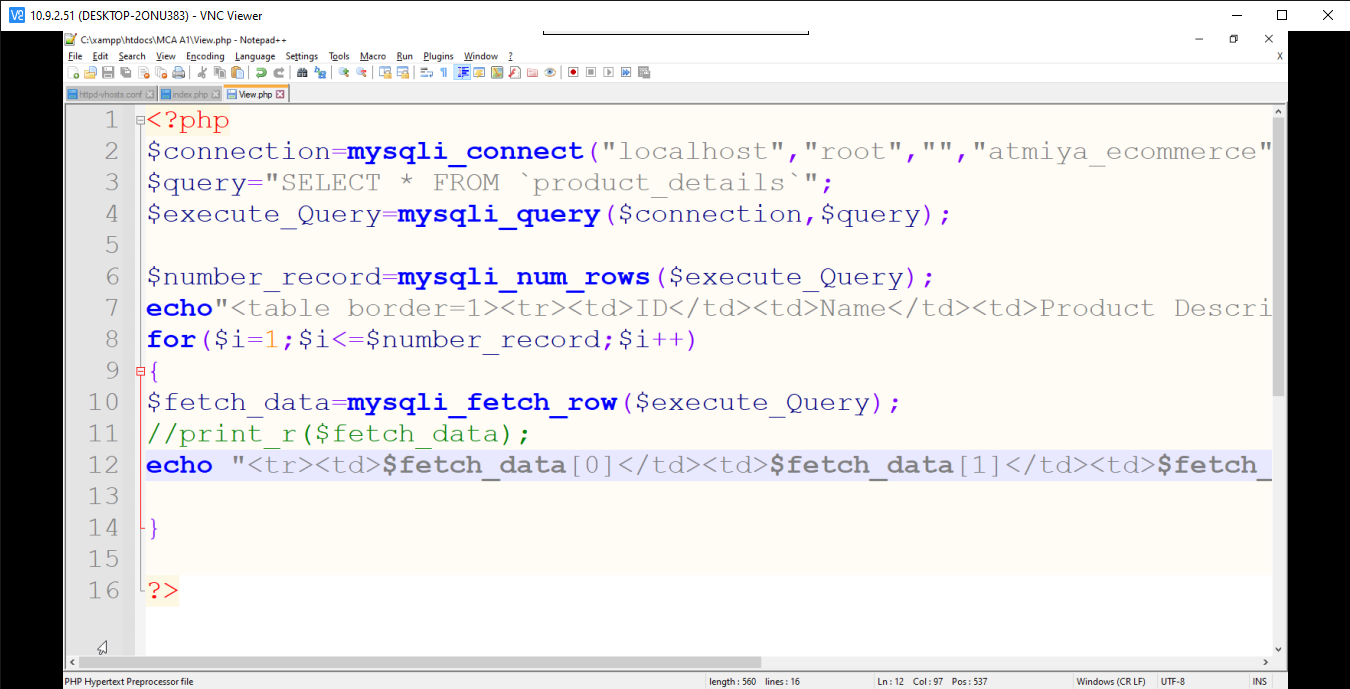 10.9.2.51 (DESKTOP-2ONU383) - VNC Viewer
C:\xampp\htdocs\MCA A1\View.php - Notepad++
File Edit Search View Encoding Language Settings Tools Macro Run Plugins Window ? X
httpd-vhosts.conf index.php View.php
1 <?php
2 $connection=mysqli_connect("localhost","root","","atmiya_ecommerce"
3 $query="SELECT * FROM `product_details`";
4 $execute_Query=mysqli_query($connection,$query);
5
6 $number_record=mysqli_num_rows($execute_Query);
7 echo"<table border=1><tr><td>ID</td><td>Name</td><td>Product Descri
8 for($i=1;$i<=$number_record;$i++)
9 {
10 $fetch_data=mysqli_fetch_row($execute_Query);
11 //print_r($fetch_data);
12 echo "<tr><td>$fetch_data[0]</td><td>$fetch_data[1]</td><td>$fetch_
13
14 }
15
16 ?>
PHP Hypertext Preprocessor file length : 560 lines : 16 Ln : 12 Col : 97 Pos : 537 Windows (CR LF) UTF-8 INS